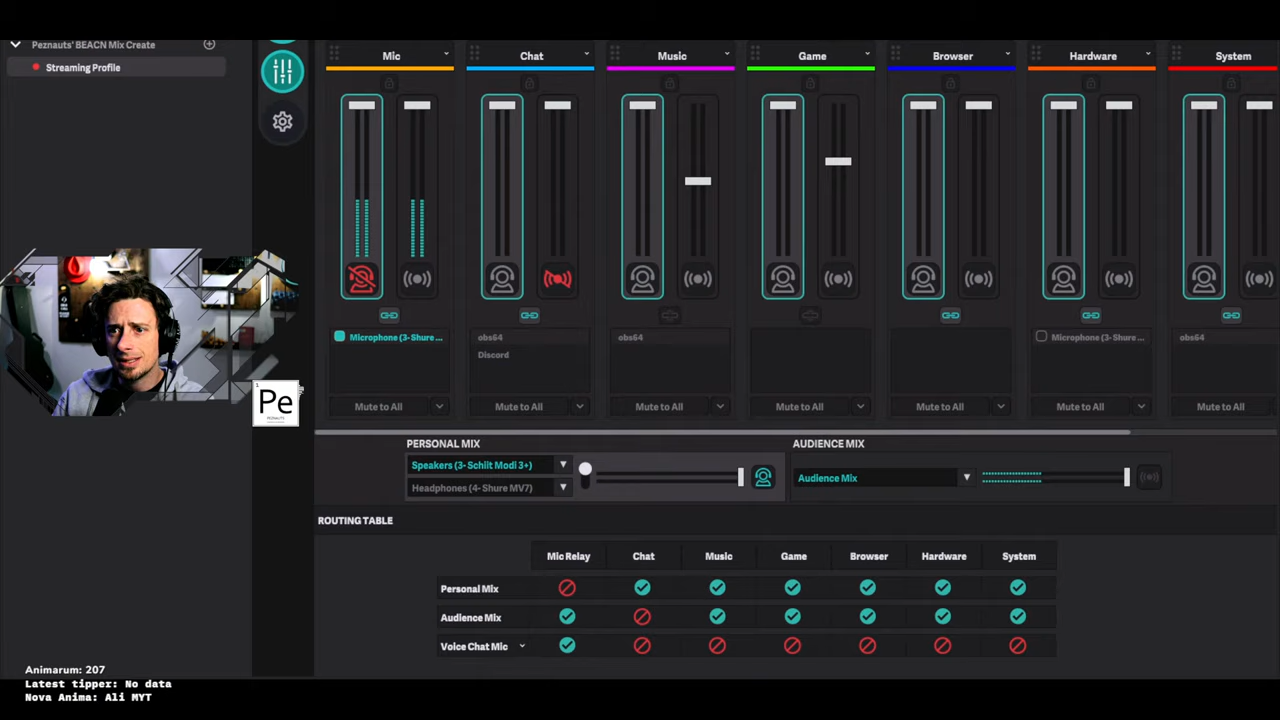 Peznauts' BEACN Mix Create
Streaming Profile
Mic
Chat
Music
Game
Browser
Hardware
System
Microphone (3- Shure ...
obs64
Discord
obs64
Microphone (3- Shure ...
obs64
Mute to All
Mute to All
Mute to All
Mute to All
Mute to All
Mute to All
Mute to All
Pe
PERSONAL MIX
AUDIENCE MIX
Speakers (3- Schiit Modi 3+)
Headphones (4- Shure MV7)
Audience Mix
ROUTING TABLE
Mic Relay Chat Music Game Browser Hardware System
Personal Mix
Audience Mix
Voice Chat Mic
Animarum: 207
Latest tipper: No data
Nova Anima: Ali MYT